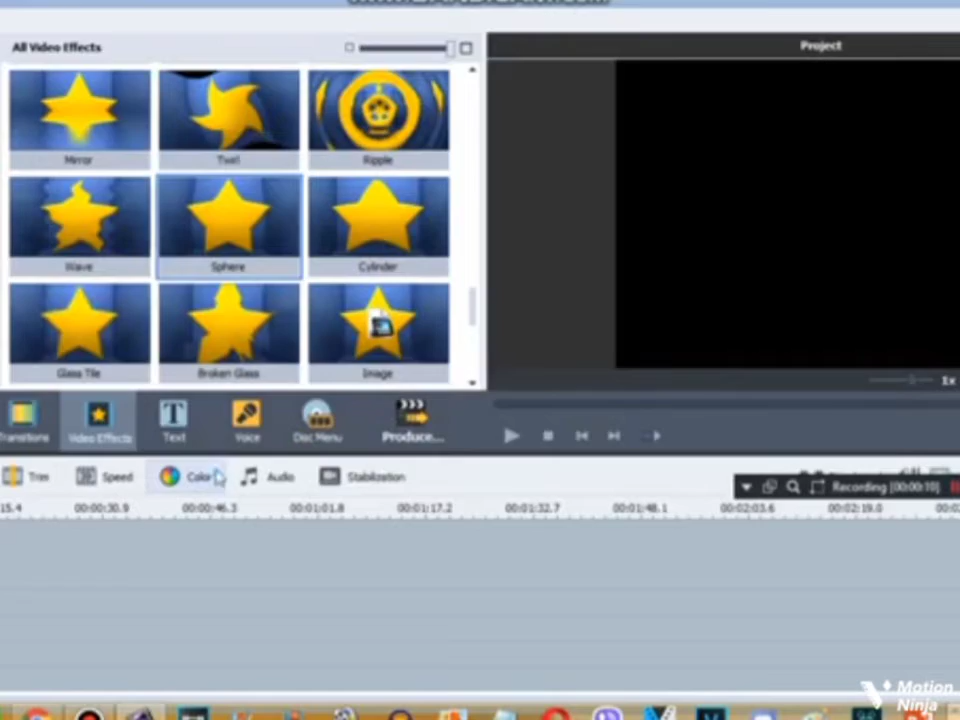 All Video Effects
Project
Mirror
Twirl
Ripple
Wave
Sphere
Cylinder
Glass Tile
Broken Glass
Image
1x
Transitions
Video Effects
Text
Voice
Disc Menu
Produce...
Trim
Speed
Color
Audio
Stabilization
Recording [00:00:10]
15.4
00:00:30.9
00:00:46.3
00:01:01.8
00:01:17.2
00:01:32.7
00:01:48.1
00:02:03.6
00:02:19.0
00:0
Motion
Ninja